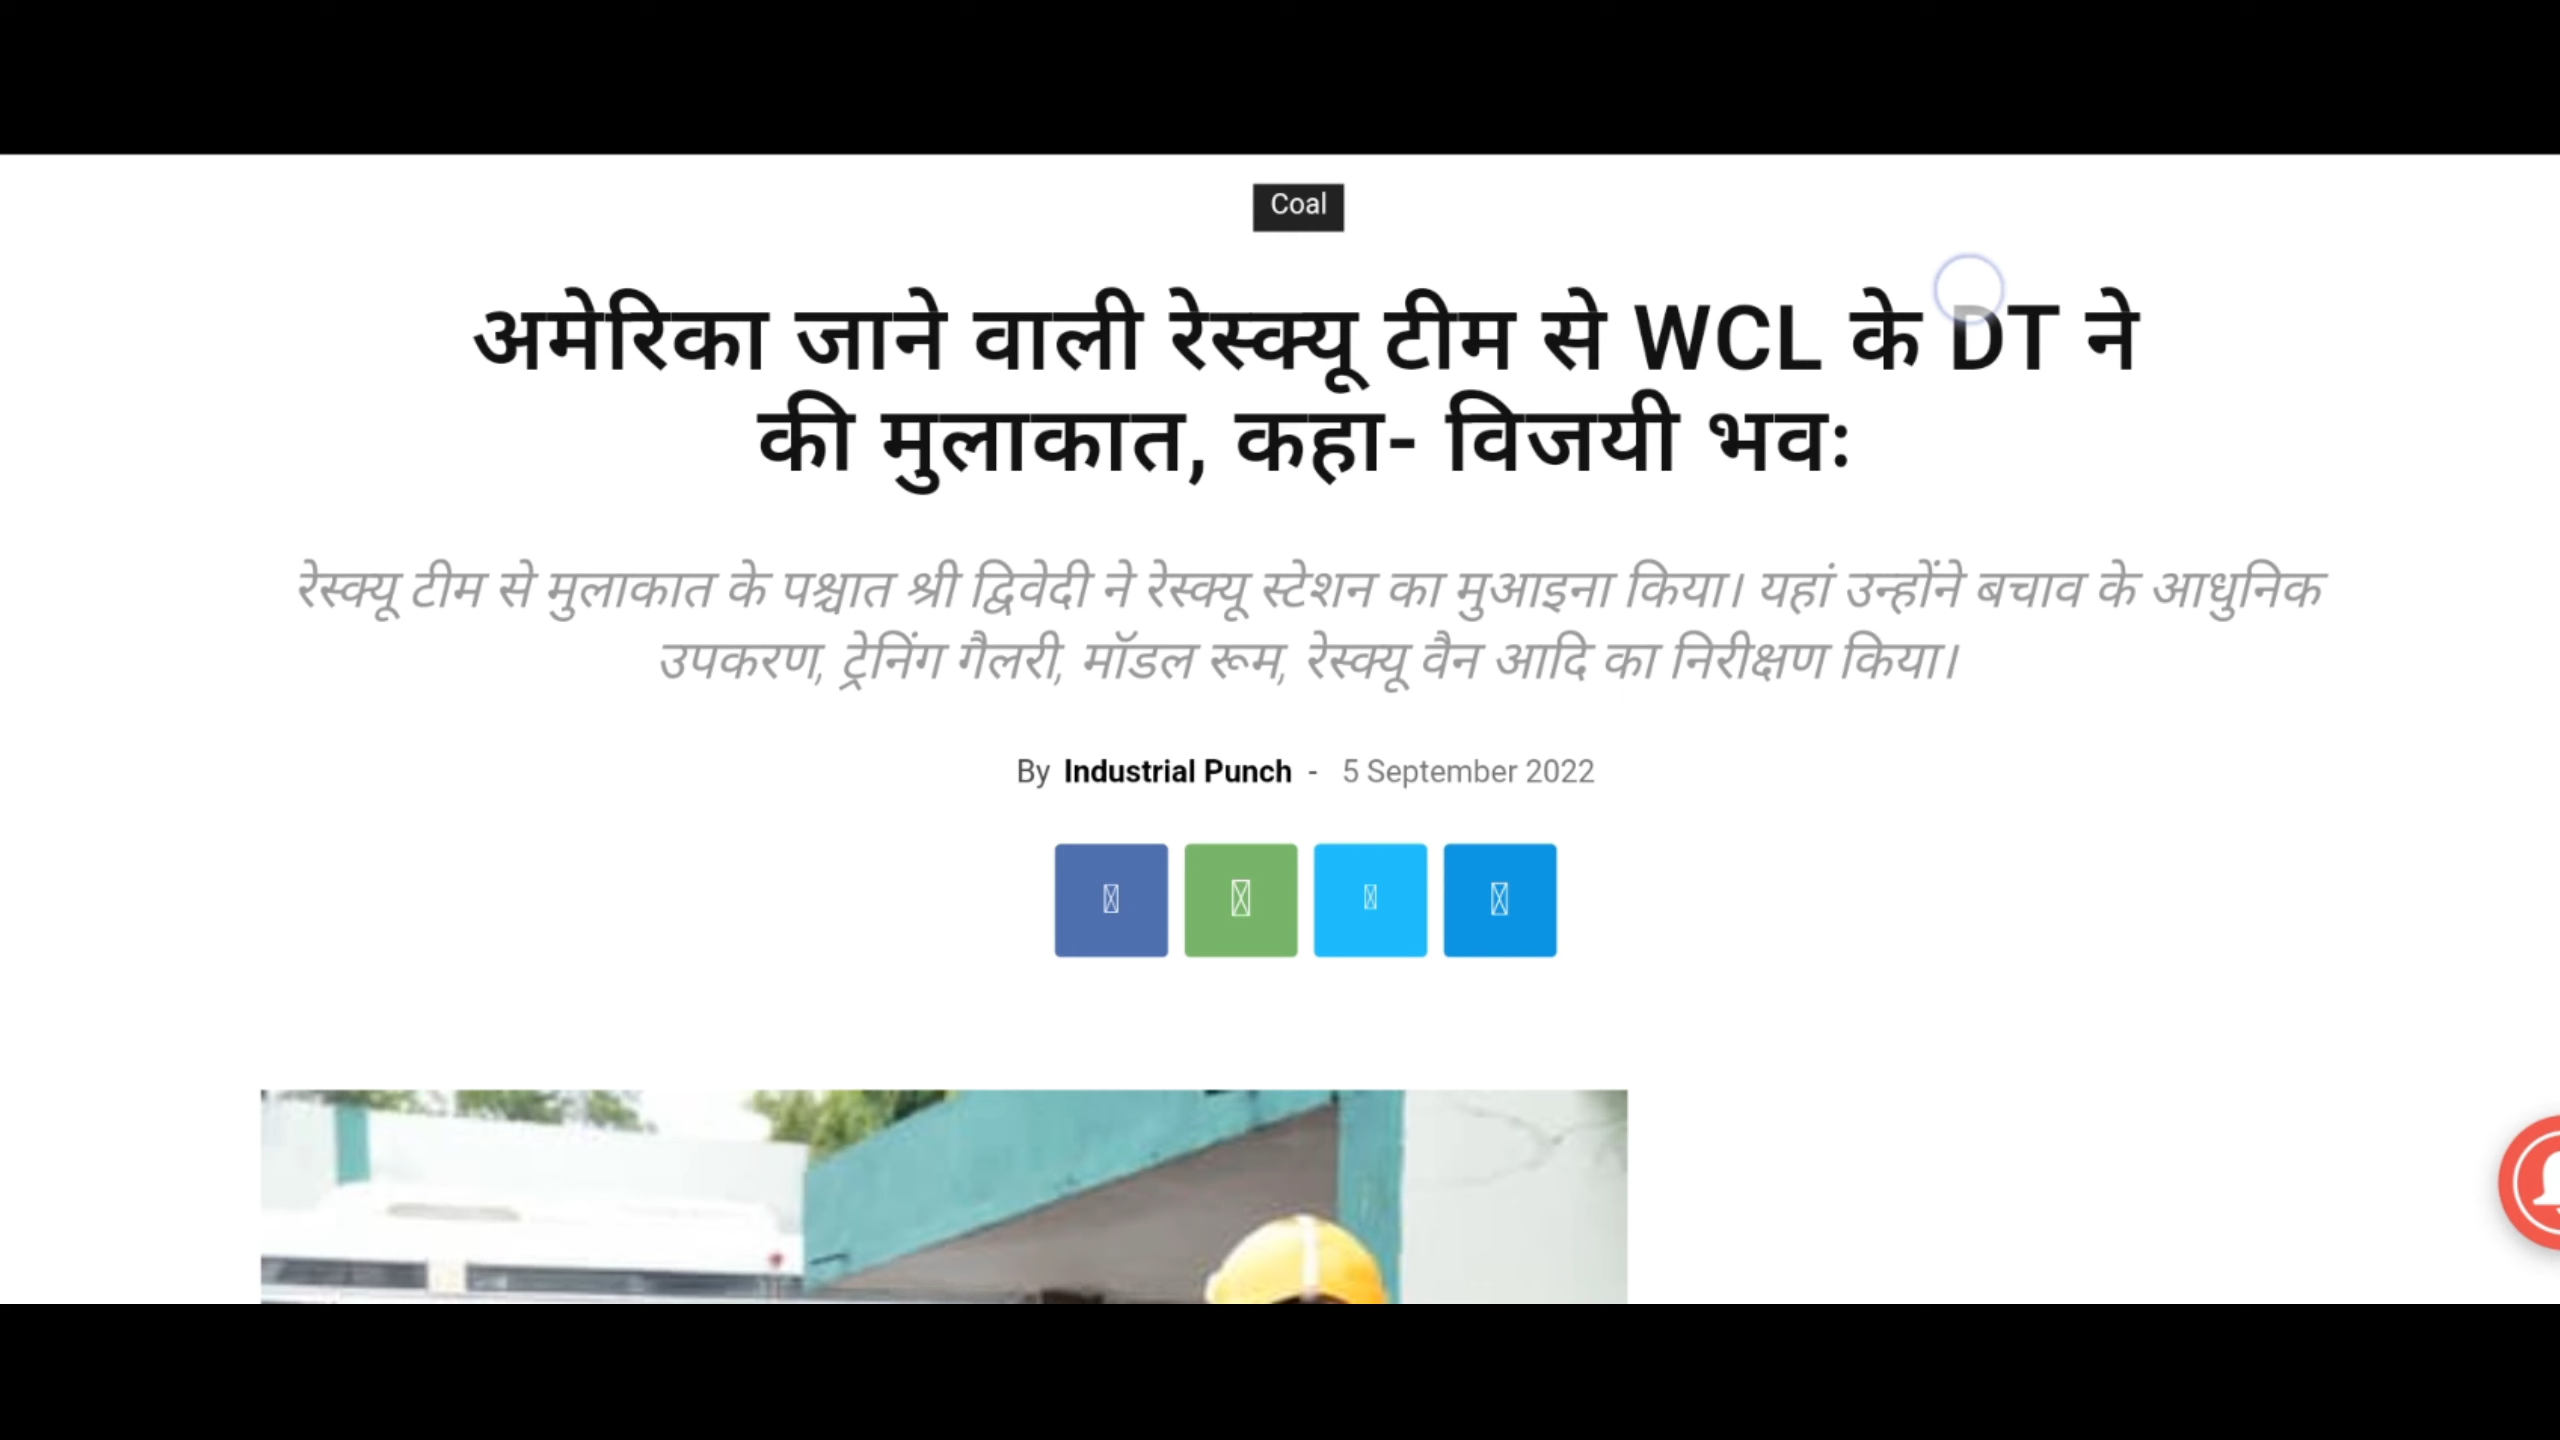 Coal
अमेरिका जाने वाली रेस्क्यू टीम से WCL के DT ने
की मुलाकात, कहा- विजयी भवः
रेस्क्यू टीम से मुलाकात के पश्चात श्री द्विवेदी ने रेस्क्यू स्टेशन का मुआइना किया। यहां उन्होंने बचाव के आधुनिक
उपकरण, ट्रेनिंग गैलरी, मॉडल रूम, रेस्क्यू वैन आदि का निरीक्षण किया।
By Industrial Punch - 5 September 2022